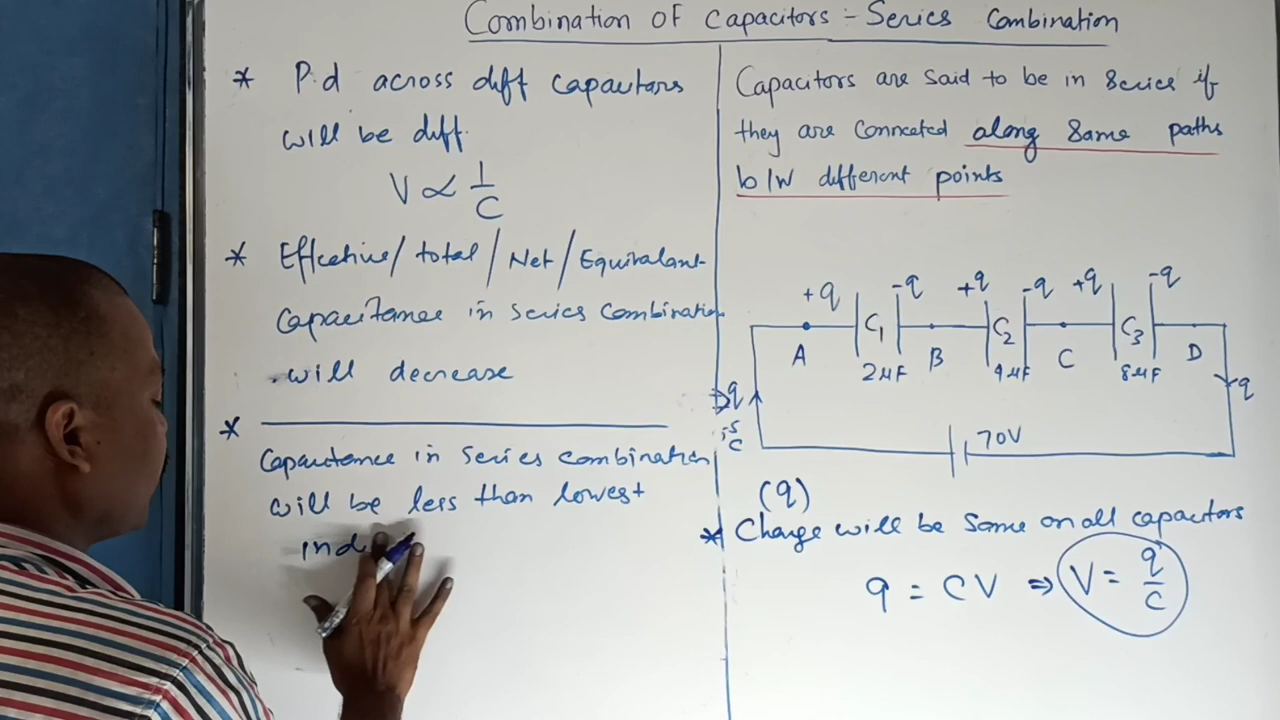 Combination of Capacitors :- Series Combination
* P.d across diff capacitors
will be diff.
V ∝ 1/C
* Effective/total/Net/Equivalent
Capacitance in series combination
will decrease
*
Capacitance in series combination
will be less than lowest
ind
Capacitors are said to be in series if
they are connected along same paths
b/w different points
+q -q +q -q +q -q
A C1 B C2 C C3 D
2μF 4μF 8μF
q
q
70V
(q)
* Charge will be same on all capacitors
q = CV ⇒ V = q/C